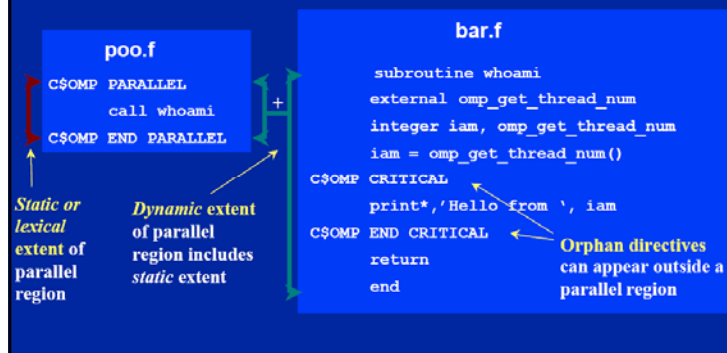 poo.f
C$OMP PARALLEL
call whoami
C$OMP END PARALLEL
+
bar.f
subroutine whoami
external omp_get_thread_num
integer iam, omp_get_thread_num
iam = omp_get_thread_num()
C$OMP CRITICAL
print*,’Hello from ‘, iam
C$OMP END CRITICAL
return
end
Static or
lexical
extent of
parallel
region
Dynamic extent
of parallel
region includes
static extent
Orphan directives
can appear outside a
parallel region